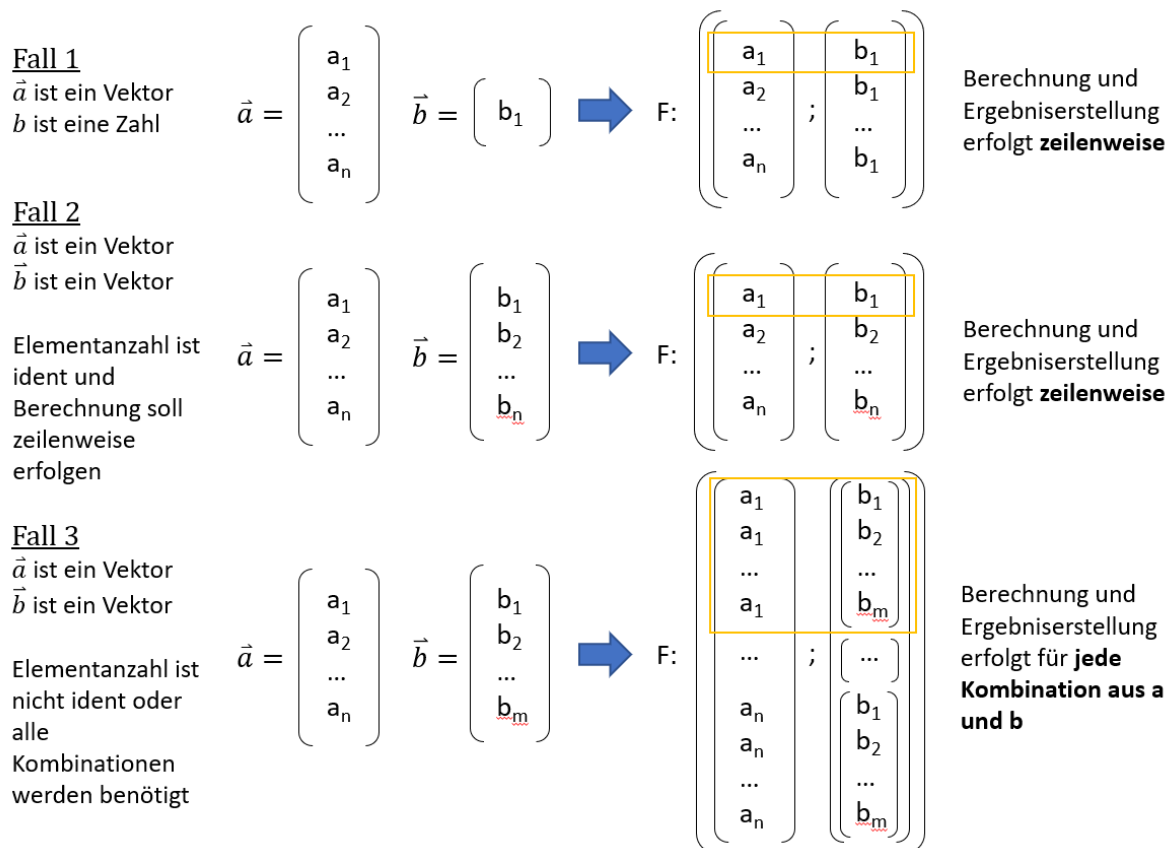 Fall 1
a⃗ ist ein Vektor
b ist eine Zahl
a⃗ =
a₁
a₂
...
aₙ
b⃗ =
b₁
F:
a₁
a₂
...
aₙ
;
b₁
b₁
...
b₁
Berechnung und
Ergebniserstellung
erfolgt zeilenweise
Fall 2
a⃗ ist ein Vektor
b⃗ ist ein Vektor
Elementanzahl ist
ident und
Berechnung soll
zeilenweise
erfolgen
a⃗ =
a₁
a₂
...
aₙ
b⃗ =
b₁
b₂
...
bₙ
F:
a₁
a₂
...
aₙ
;
b₁
b₂
...
bₙ
Berechnung und
Ergebniserstellung
erfolgt zeilenweise
Fall 3
a⃗ ist ein Vektor
b⃗ ist ein Vektor
Elementanzahl ist
nicht ident oder
alle
Kombinationen
werden benötigt
a⃗ =
a₁
a₂
...
aₙ
b⃗ =
b₁
b₂
...
bₘ
F:
a₁
a₁
...
a₁
...
aₙ
aₙ
...
aₙ
;
b₁
b₂
...
bₘ
...
b₁
b₂
...
bₘ
Berechnung und
Ergebniserstellung
erfolgt für jede
Kombination aus a
und b